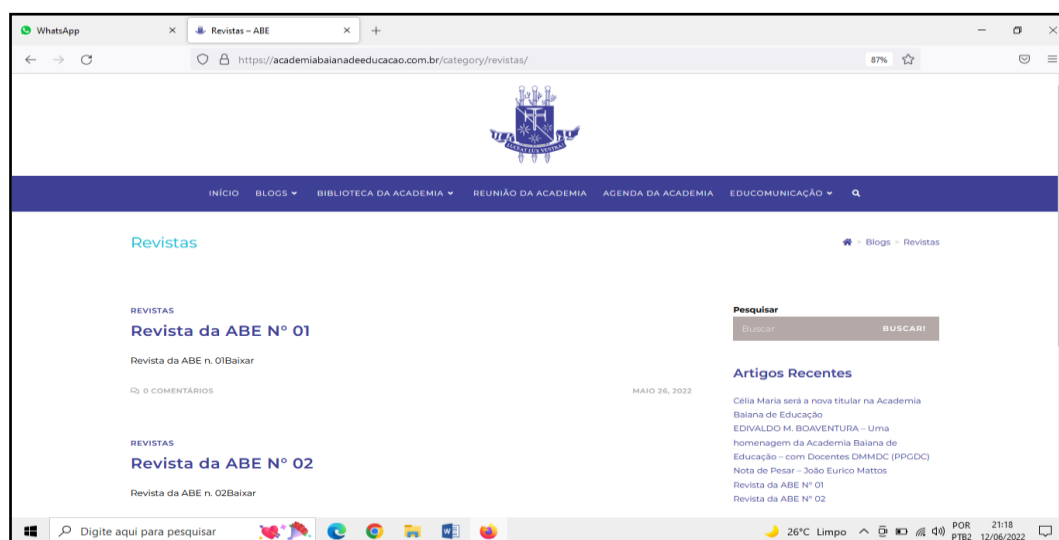 WhatsApp
Revistas – ABE
https://academiabaianadeeducacao.com.br/category/revistas/
87%
INÍCIO BLOGS BIBLIOTECA DA ACADEMIA REUNIÃO DA ACADEMIA AGENDA DA ACADEMIA EDUCOMUNICAÇÃO
Revistas
> Blogs > Revistas
REVISTAS
Revista da ABE Nº 01
Revista da ABE n. 01Baixar
0 COMENTÁRIOS
MAIO 26, 2022
REVISTAS
Revista da ABE Nº 02
Revista da ABE n. 02Baixar
Pesquisar
Buscar BUSCAR!
Artigos Recentes
Célia Maria será a nova titular na Academia
Baiana de Educação
EDIVALDO M. BOAVENTURA – Uma
homenagem da Academia Baiana de
Educação – com Docentes DMMDC (PPGDC)
Nota de Pesar – João Eurico Mattos
Revista da ABE Nº 01
Revista da ABE Nº 02
Digite aqui para pesquisar
26°C Limpo
POR
PTB2
21:18
12/06/2022